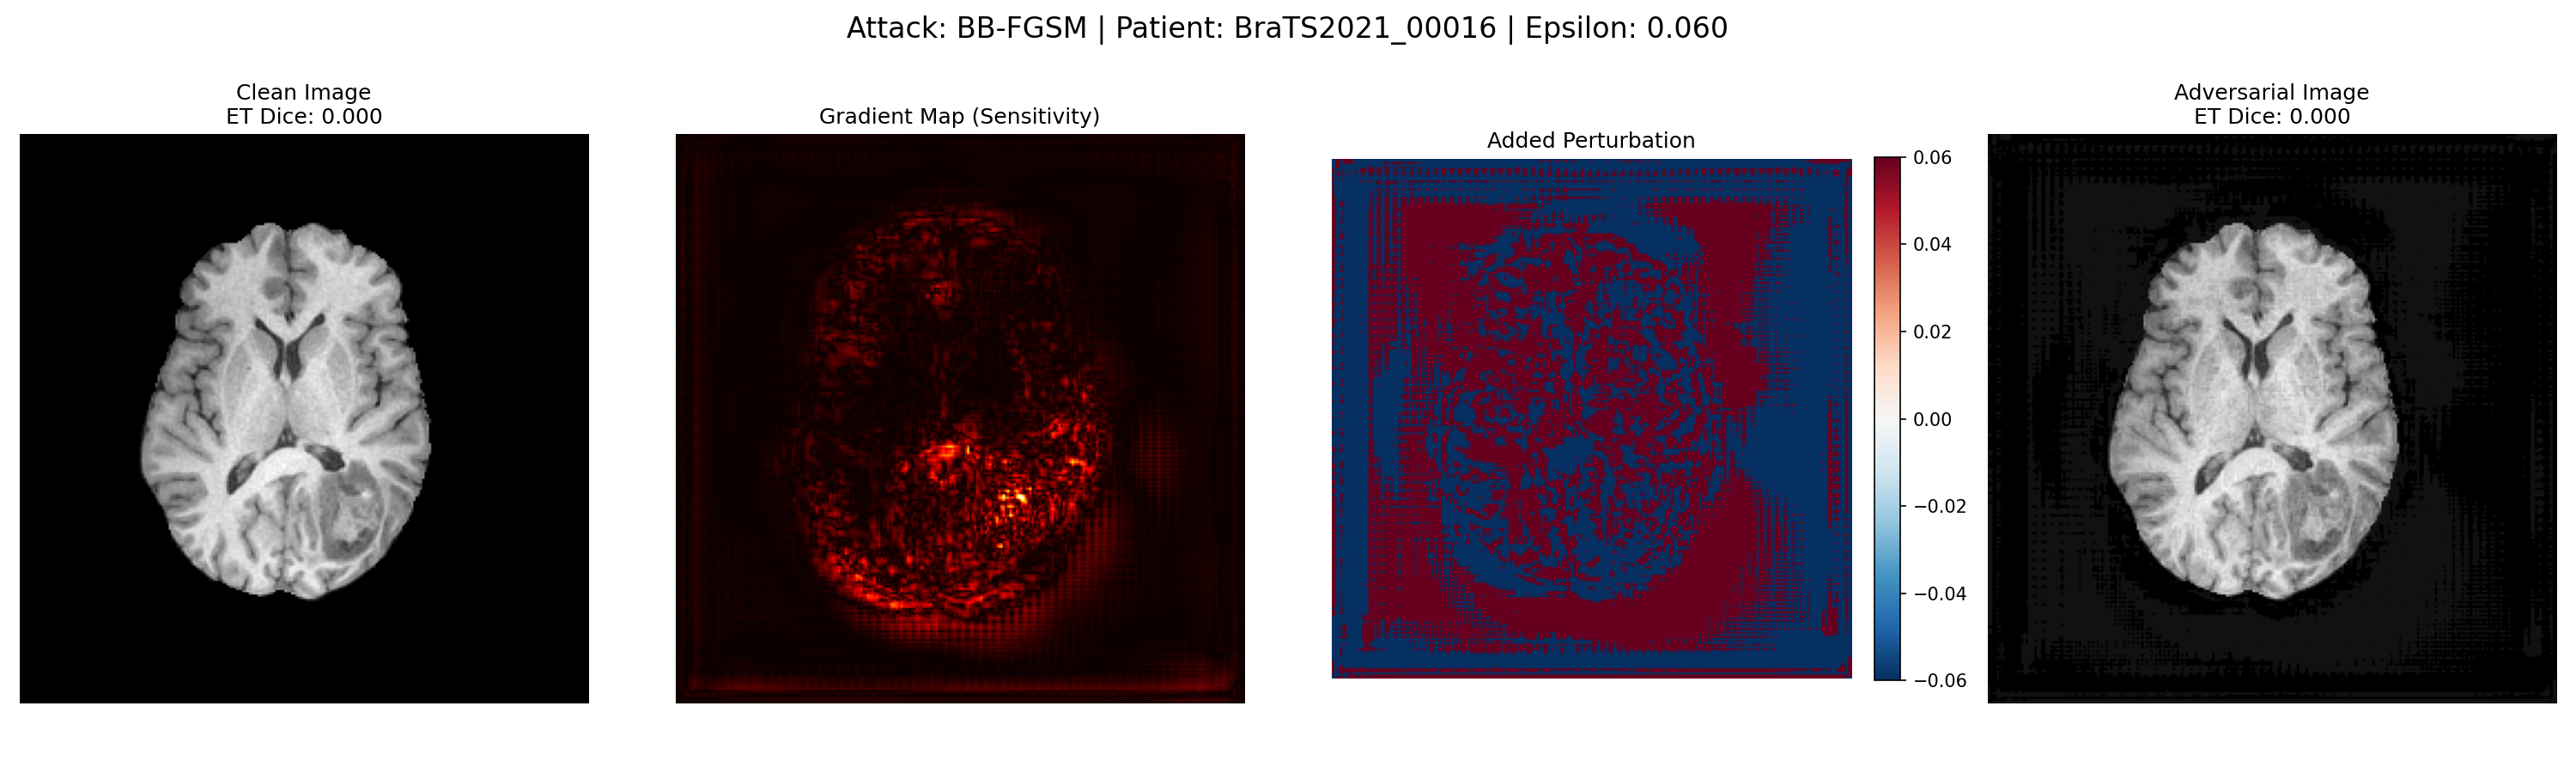 Attack: BB-FGSM | Patient: BraTS2021_00016 | Epsilon: 0.060
Clean Image
ET Dice: 0.000
Gradient Map (Sensitivity)
Added Perturbation
0.06
0.04
0.02
0.00
−0.02
−0.04
−0.06
Adversarial Image
ET Dice: 0.000